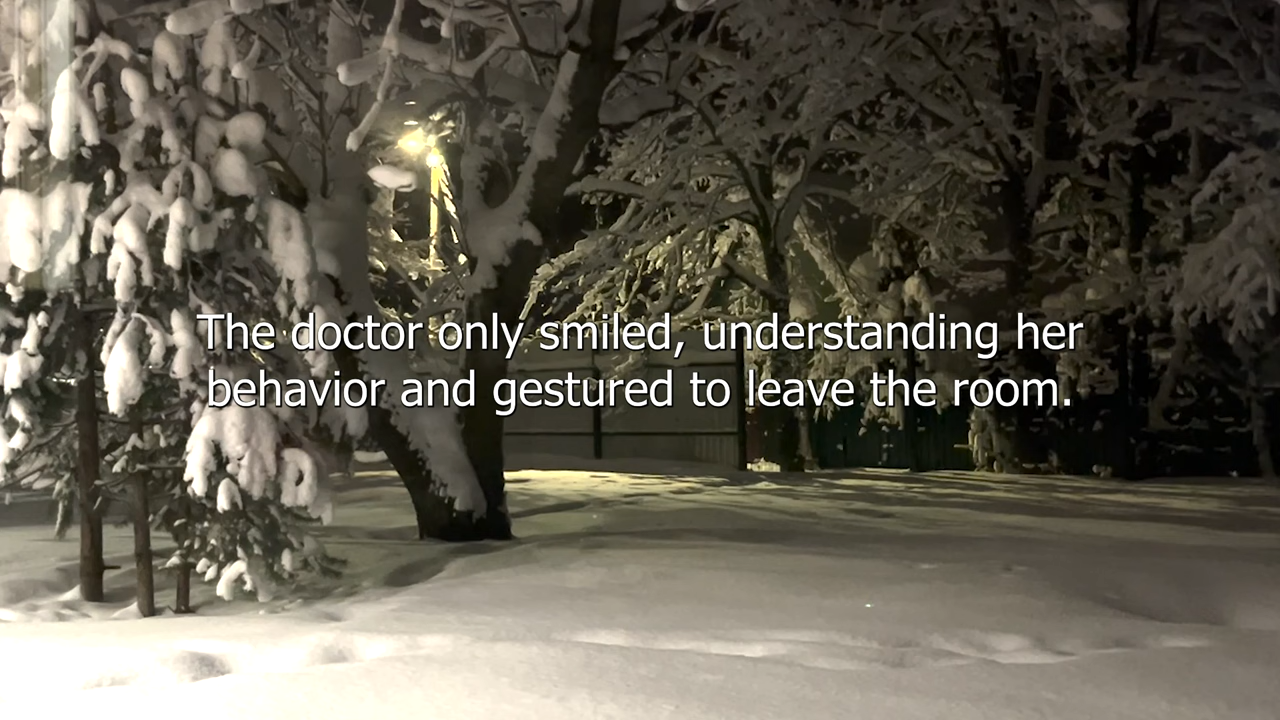 The doctor only smiled, understanding her
behavior and gestured to leave the room.